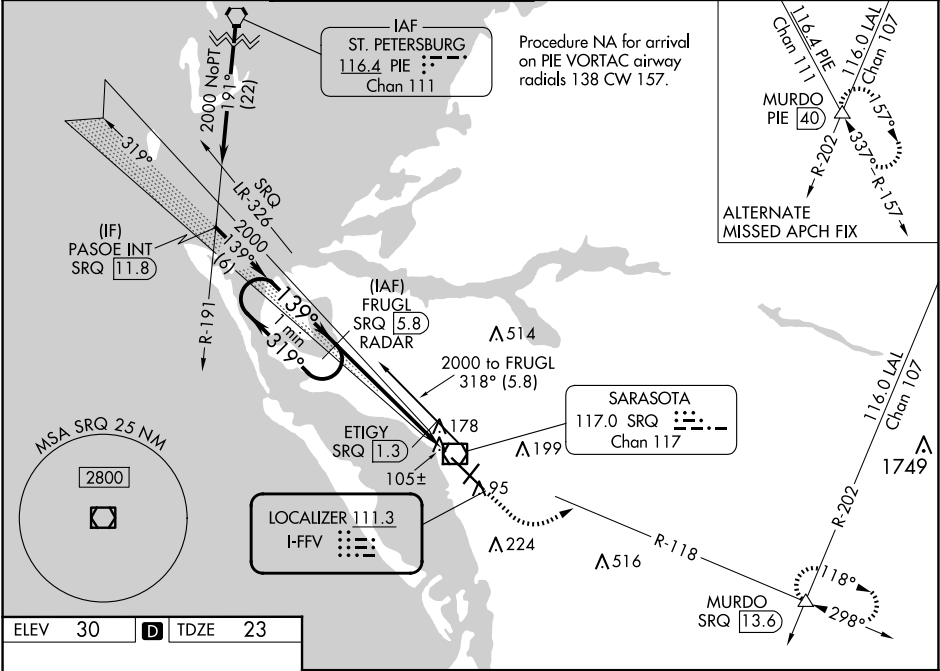 IAF
ST. PETERSBURG
116.4 PIE
Chan 111
Procedure NA for arrival
on PIE VORTAC airway
radials 138 CW 157.
2000 NoPT
191°
(22)
116.4 PIE
Chan 111
116.0 LAL
Chan 107
MURDO
PIE 40
157°
337°
R-202
R-157
ALTERNATE
MISSED APCH FIX
319°
SRQ
LR-326
2000
139°
(6)
(IF)
PASOE INT
SRQ 11.8
R-191
139°
1 min
319°
(IAF)
FRUGL
SRQ 5.8
RADAR
514
2000 to FRUGL
318° (5.8)
SARASOTA
117.0 SRQ
Chan 117
116.0 LAL
Chan 107
178
ETIGY
SRQ 1.3
105±
199
1749
95
MSA SRQ 25 NM
2800
LOCALIZER 111.3
I-FFV
224
516
R-118
R-202
118°
298°
MURDO
SRQ 13.6
ELEV 30 D TDZE 23